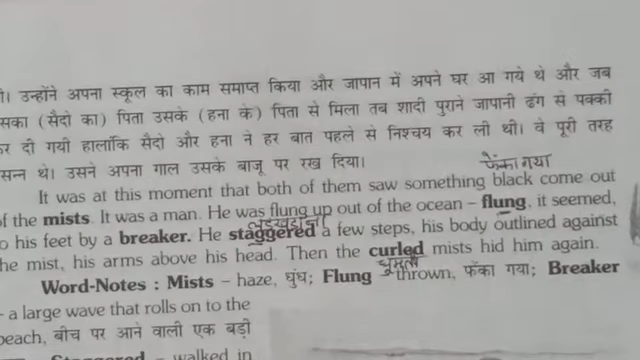 ी। उन्होंने अपना स्कूल का काम समाप्त किया और जापान में अपने घर आ गये थे और जब
सका (सैदो का) पिता उसके (हना के) पिता से मिला तब शादी पुराने जापानी ढंग से पक्की
कर दी गयी हालाँकि सैदो और हना ने हर बात पहले से निश्चय कर ली थी। वे पूरी तरह
सन्न थे। उसने अपना गाल उसके बाजू पर रख दिया।
फेंका गया
It was at this moment that both of them saw something black come out
of the mists. It was a man. He was flung up out of the ocean – flung, it seemed,
o his feet by a breaker. He staggered a few steps, his body outlined against
he mist, his arms above his head. Then the curled mists hid him again.
Word-Notes : Mists – haze, धुंध; Flung – thrown, फेंका गया; Breaker
– a large wave that rolls on to the
beach, बीच पर आने वाली एक बड़ी
Staggered – walked in